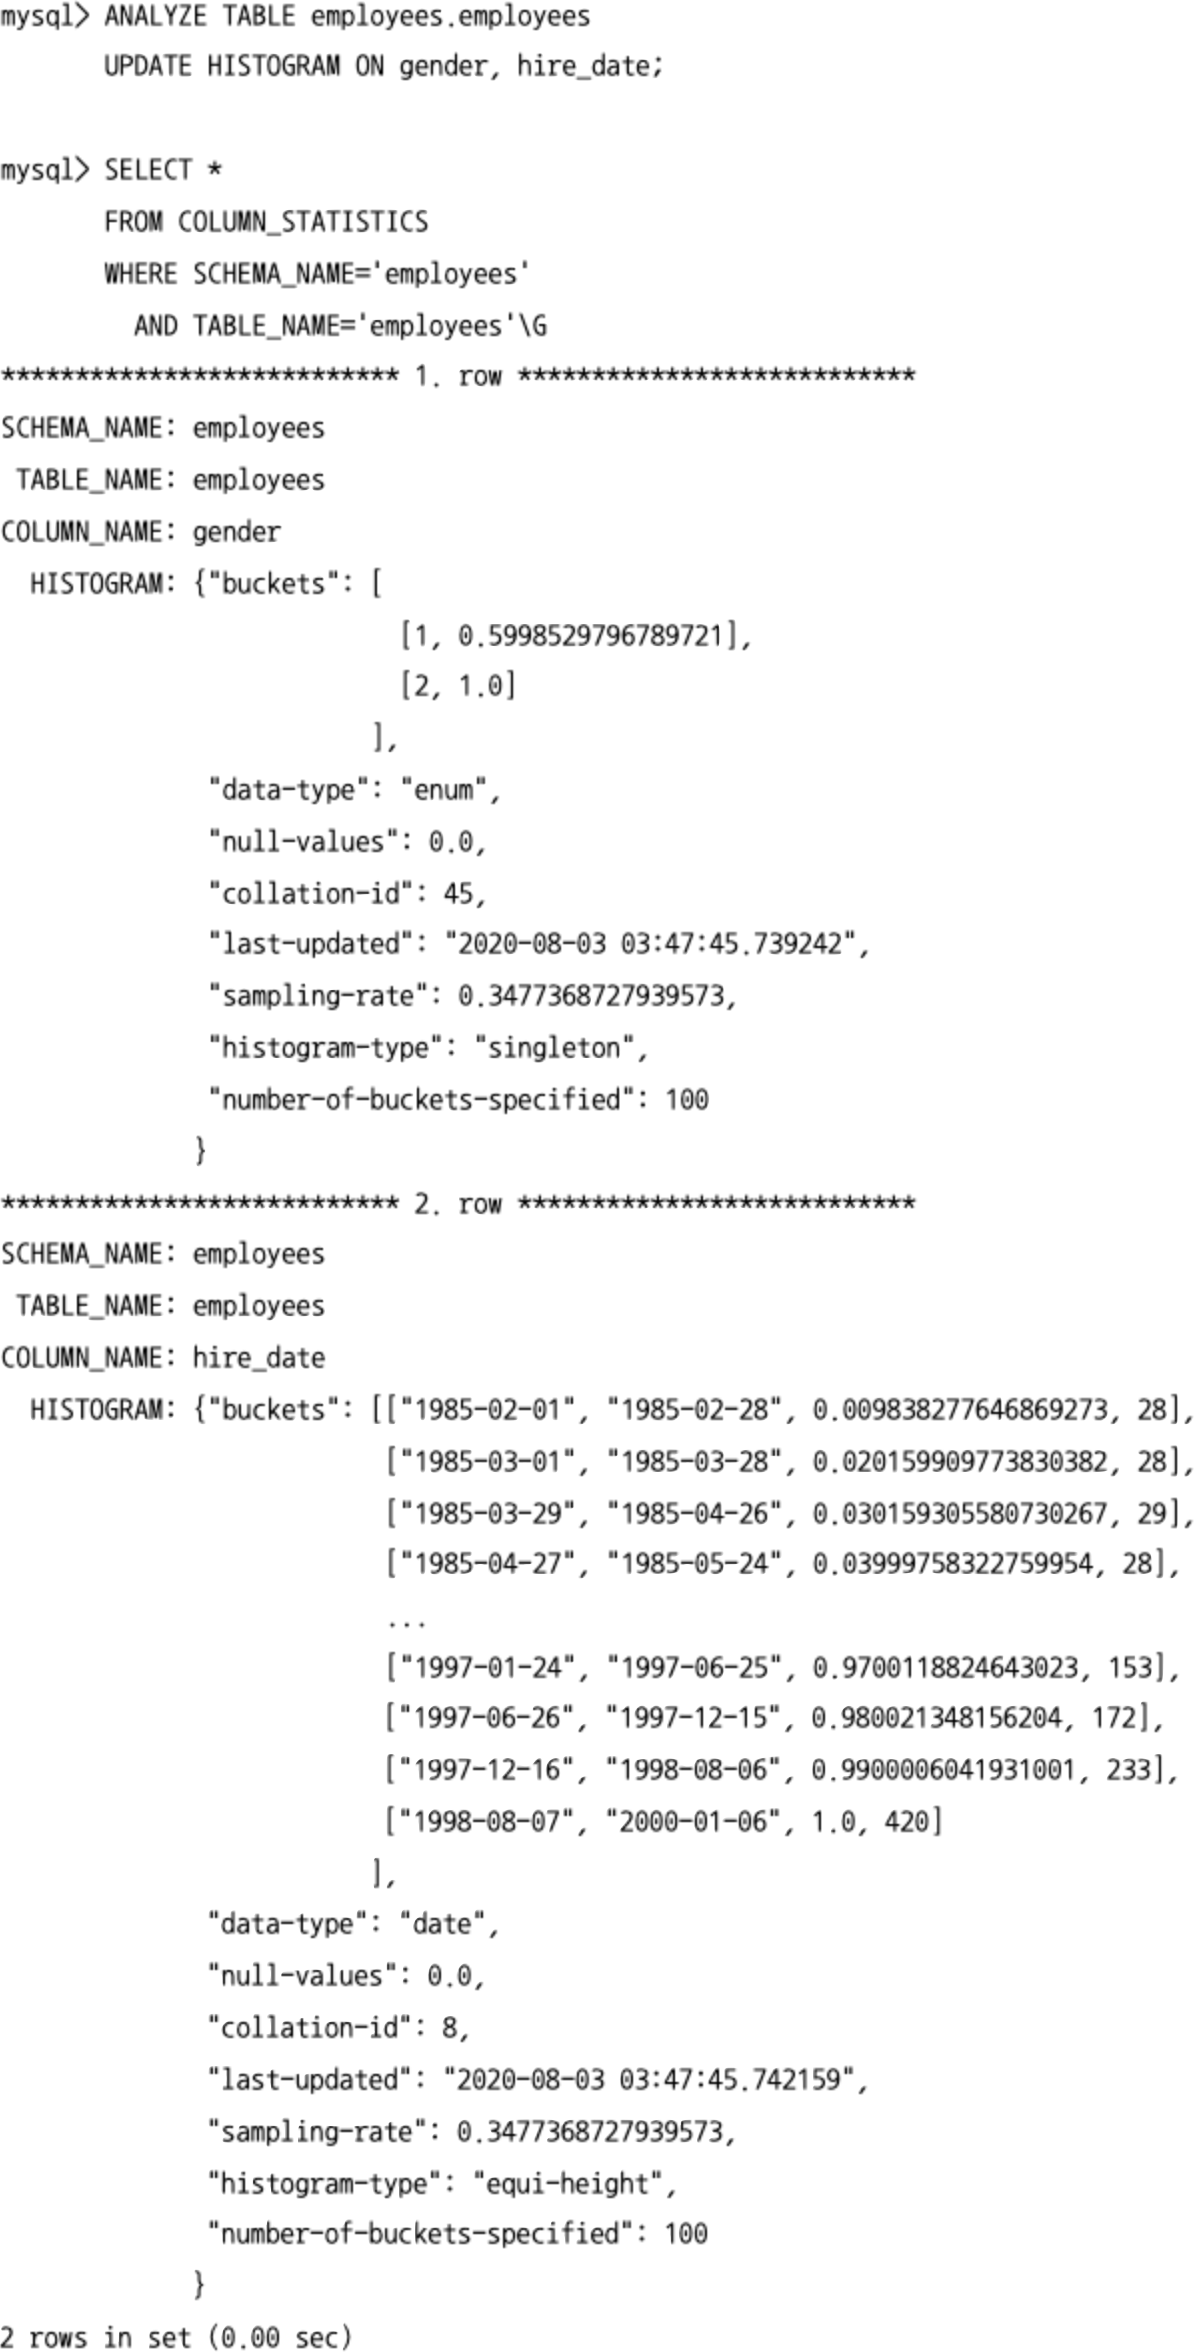 mysql> ANALYZE TABLE employees.employees
       UPDATE HISTOGRAM ON gender, hire_date;

mysql> SELECT *
       FROM COLUMN_STATISTICS
       WHERE SCHEMA_NAME='employees'
         AND TABLE_NAME='employees'\G
*************************** 1. row ***************************
SCHEMA_NAME: employees
 TABLE_NAME: employees
COLUMN_NAME: gender
  HISTOGRAM: {"buckets": [
                           [1, 0.5998529796789721],
                           [2, 1.0]
                         ],
              "data-type": "enum",
              "null-values": 0.0,
              "collation-id": 45,
              "last-updated": "2020-08-03 03:47:45.739242",
              "sampling-rate": 0.3477368727939573,
              "histogram-type": "singleton",
              "number-of-buckets-specified": 100
             }
*************************** 2. row ***************************
SCHEMA_NAME: employees
 TABLE_NAME: employees
COLUMN_NAME: hire_date
  HISTOGRAM: {"buckets": [["1985-02-01", "1985-02-28", 0.009838277646869273, 28],
                          ["1985-03-01", "1985-03-28", 0.020159909773830382, 28],
                          ["1985-03-29", "1985-04-26", 0.030159305580730267, 29],
                          ["1985-04-27", "1985-05-24", 0.03999758322759954, 28],
                          ...
                          ["1997-01-24", "1997-06-25", 0.9700118824643023, 153],
                          ["1997-06-26", "1997-12-15", 0.980021348156204, 172],
                          ["1997-12-16", "1998-08-06", 0.9900006041931001, 233],
                          ["1998-08-07", "2000-01-06", 1.0, 420]
                         ],
              "data-type": "date",
              "null-values": 0.0,
              "collation-id": 8,
              "last-updated": "2020-08-03 03:47:45.742159",
              "sampling-rate": 0.3477368727939573,
              "histogram-type": "equi-height",
              "number-of-buckets-specified": 100
             }
2 rows in set (0.00 sec)